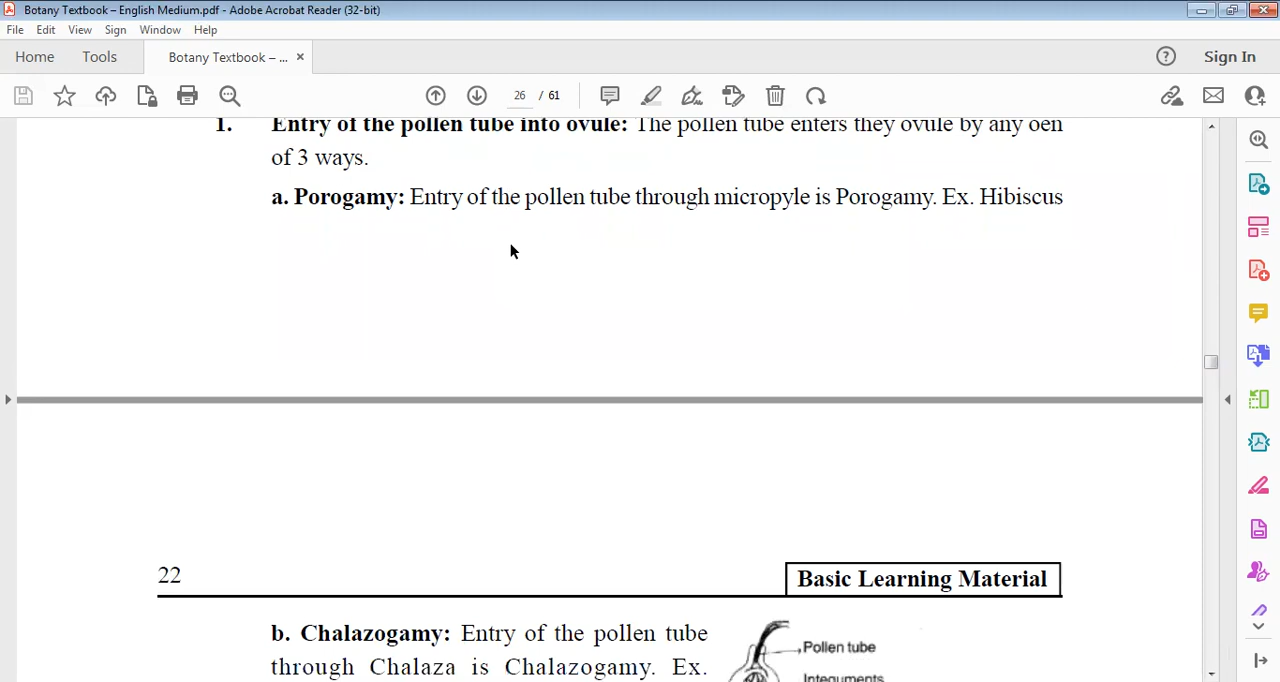 Botany Textbook – English Medium.pdf - Adobe Acrobat Reader (32-bit)
File Edit View Sign Window Help
Home Tools Botany Textbook – ... × Sign In
26 / 61
1. Entry of the pollen tube into ovule: The pollen tube enters they ovule by any oen
of 3 ways.
a. Porogamy: Entry of the pollen tube through micropyle is Porogamy. Ex. Hibiscus
22 Basic Learning Material
b. Chalazogamy: Entry of the pollen tube
through Chalaza is Chalazogamy. Ex.
Pollen tube
Integuments